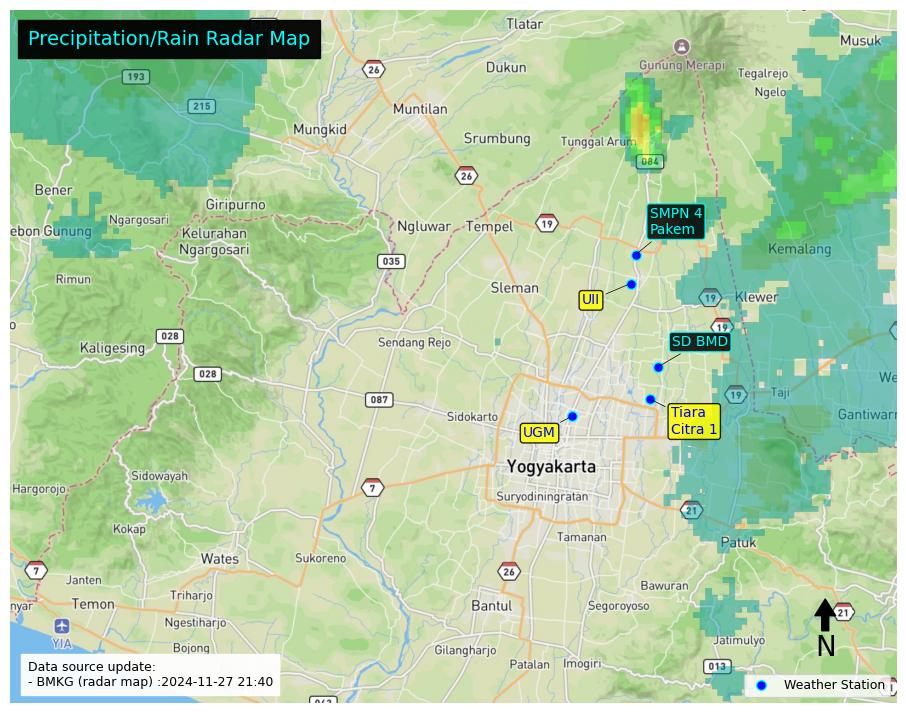 Precipitation/Rain Radar Map
Tlatar
Musuk
26
Dukun
Gunung Merapi
Tegalrejo
193
Ngelo
215
Muntilan
Mungkid
Srumbung
Tunggal Arum
084
26
Bener
Giripurno
SMPN 4
Pakem
Ngargosari
Ngluwar
Tempel
19
ebon Gunung
Kelurahan
Ngargosari
Kemalang
035
Rimun
Sleman
UII
19
Klewer
19
028
Sendang Rejo
SD BMD
Kaligesing
028
We
087
19
Taji
Sidokarto
Tiara
Citra 1
Gantiwarn
UGM
Yogyakarta
Sidowayah
Hargorojo
7
Suryodiningratan
21
Kokap
Tamanan
Patuk
Wates
Sukoreno
7
26
Janten
Bawuran
Triharjo
nyar
Temon
Bantul
Segoroyoso
21
Ngestiharjo
YIA
Jatimulyo
N
Bojong
Gilangharjo
Patalan
Imogiri
013
Data source update:
- BMKG (radar map) :2024-11-27 21:40
Weather Station